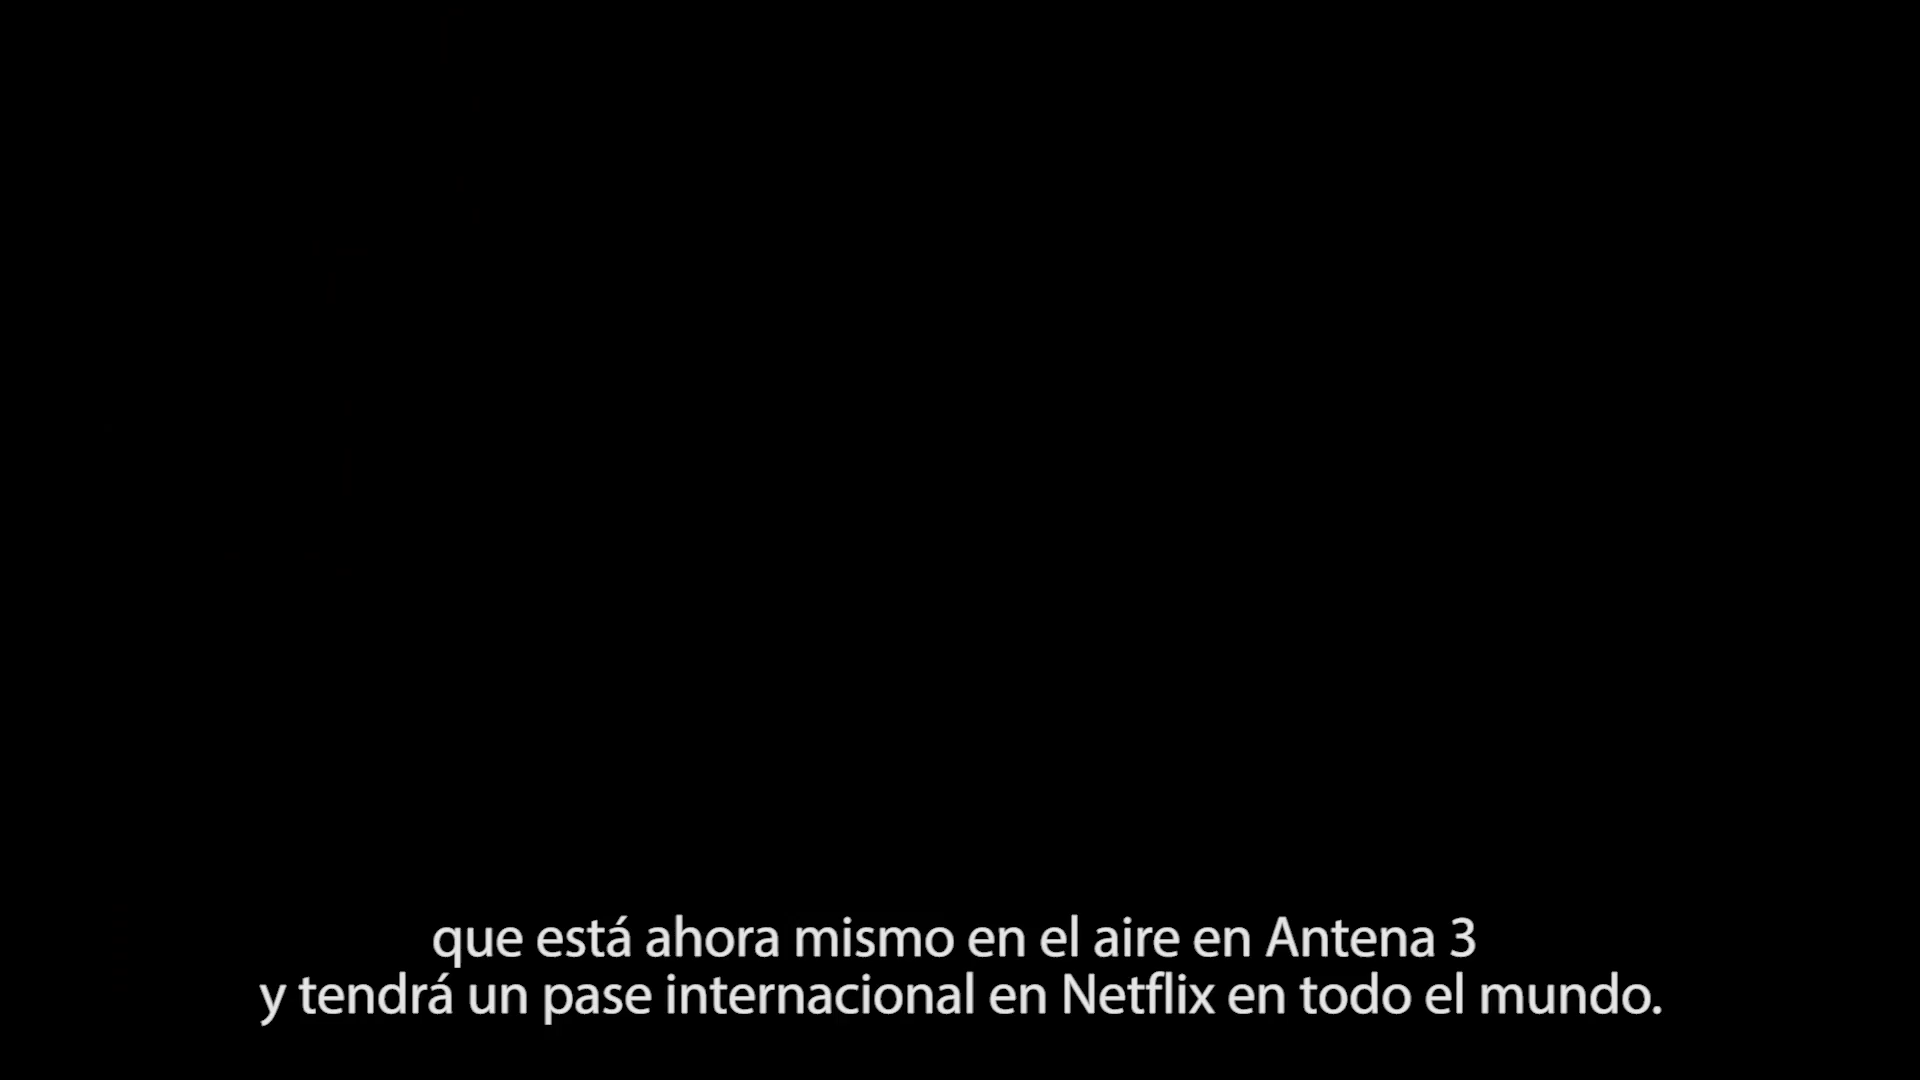 que está ahora mismo en el aire en Antena 3
y tendrá un pase internacional en Netflix en todo el mundo.